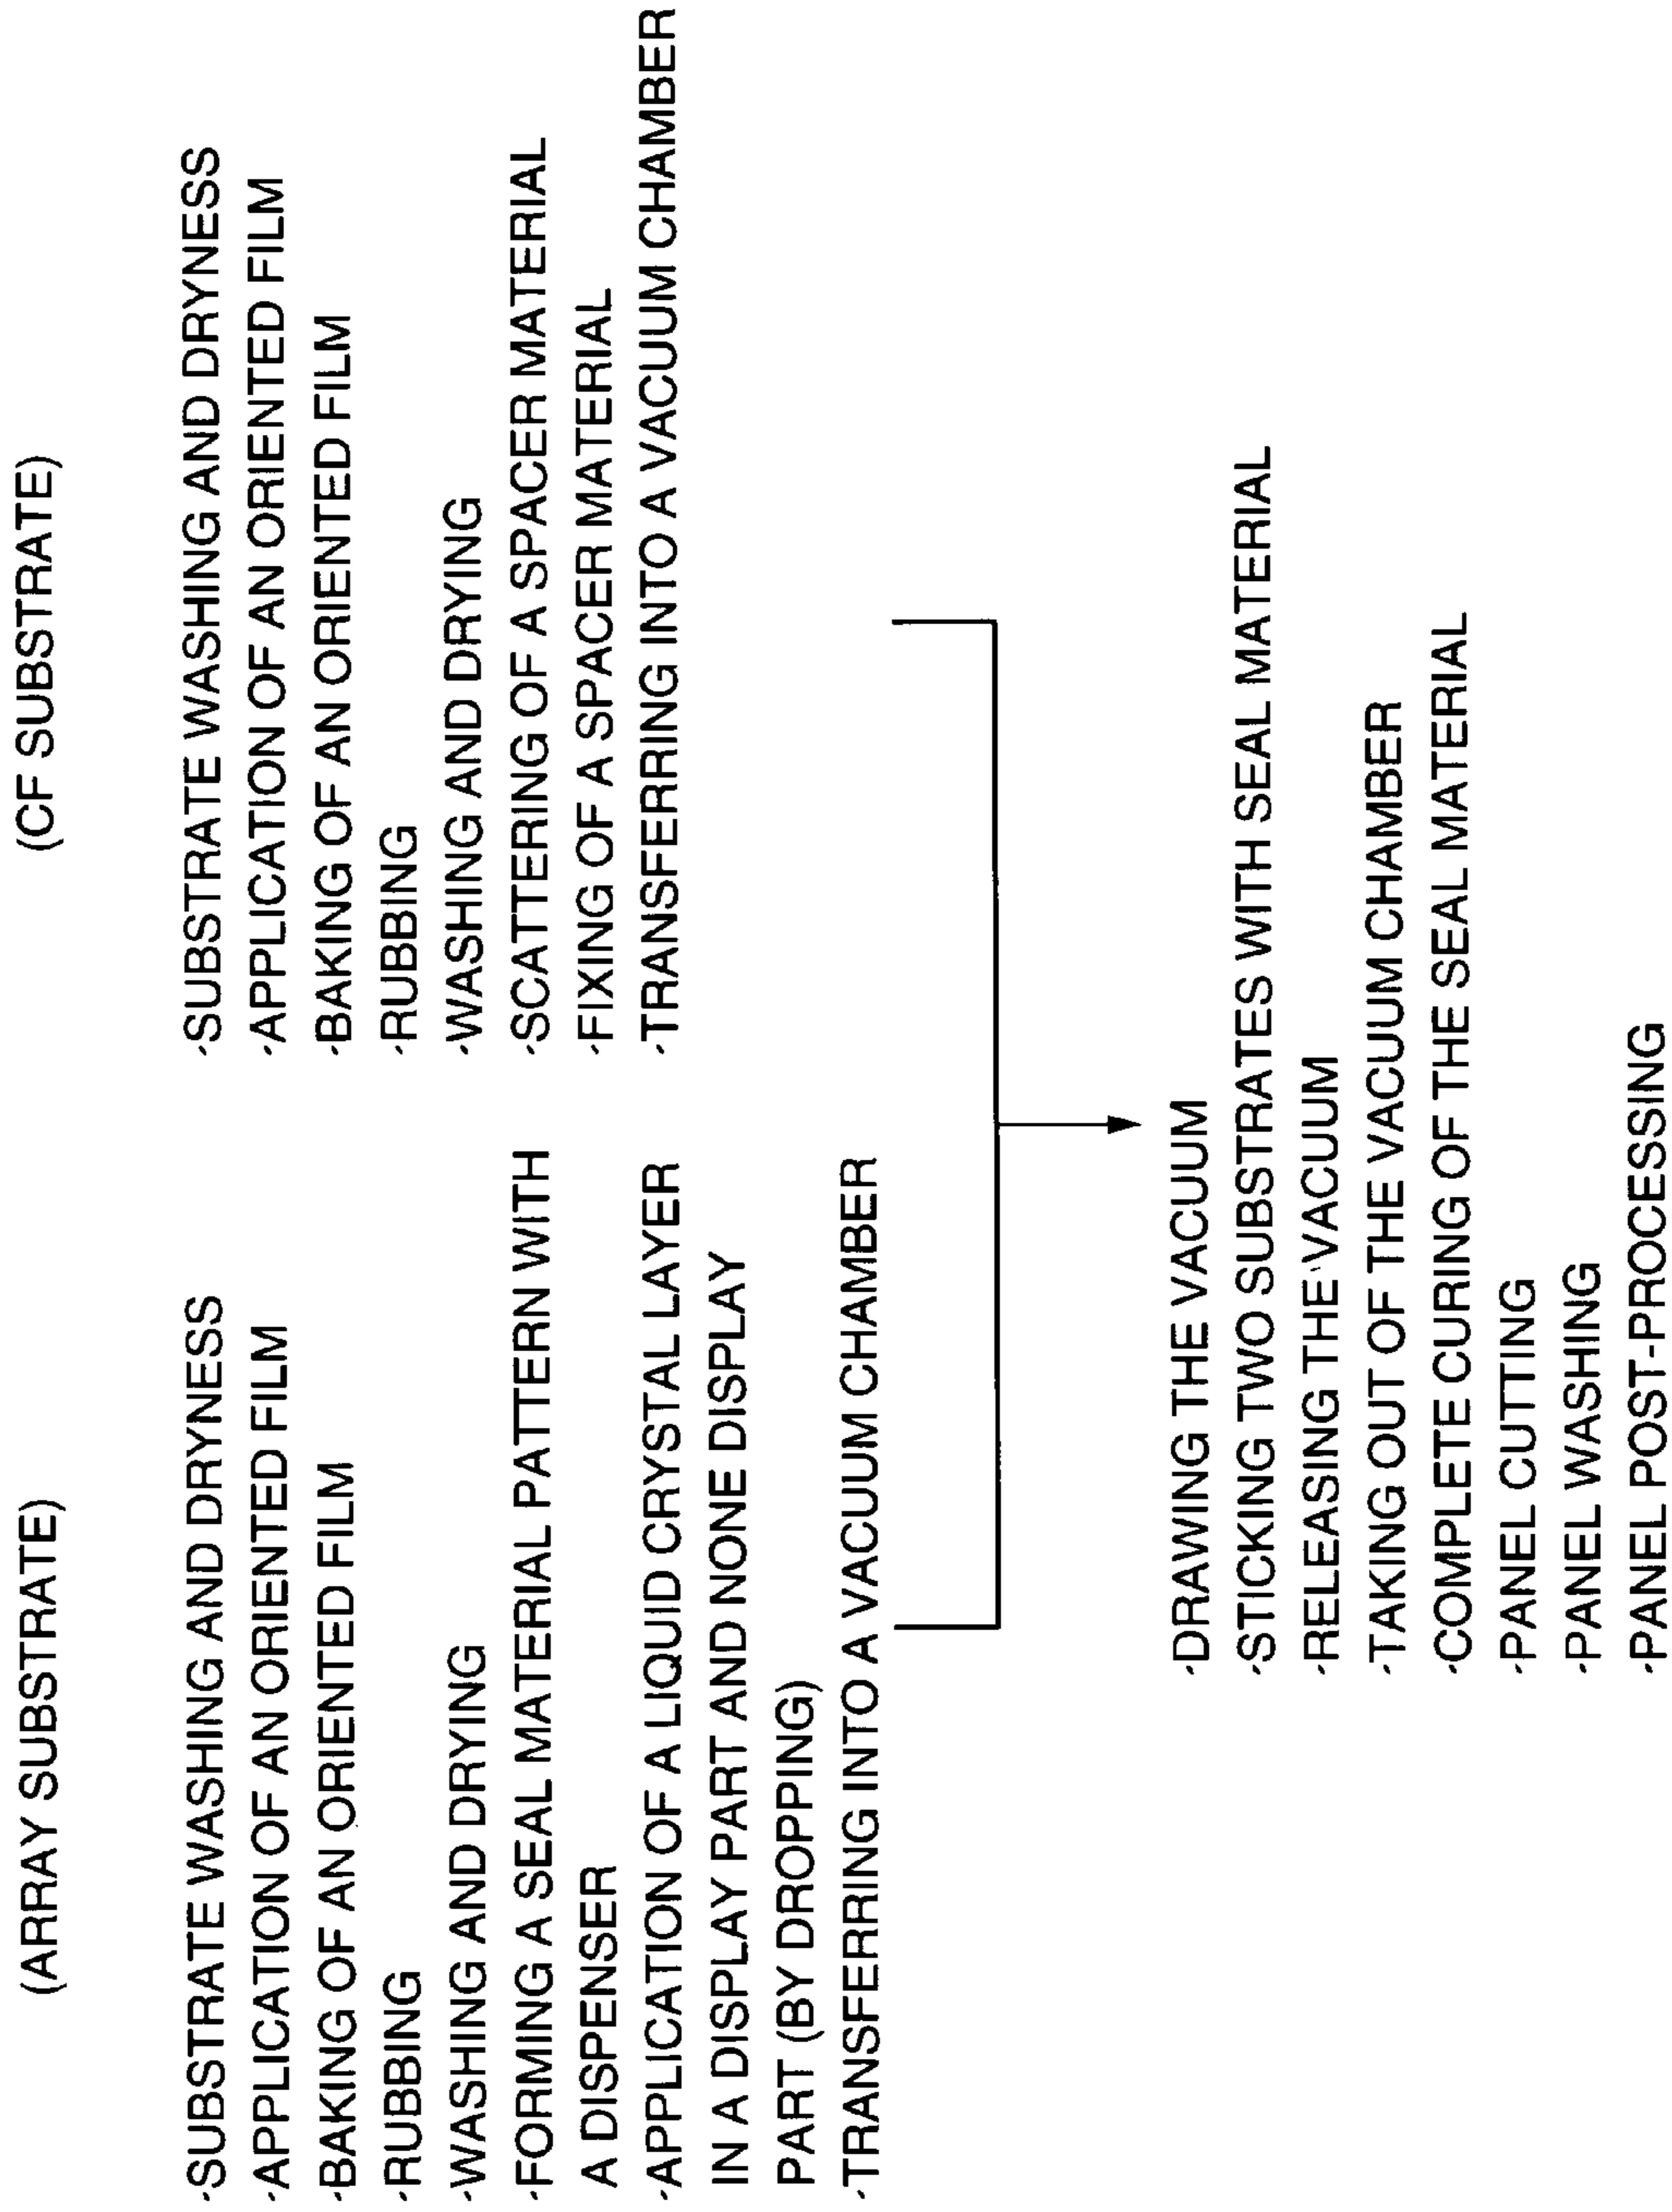 (ARRAY SUBSTRATE)
·SUBSTRATE WASHING AND DRYNESS
·APPLICATION OF AN ORIENTED FILM
·BAKING OF AN ORIENTED FILM
·RUBBING
·WASHING AND DRYING
·FORMING A SEAL MATERIAL PATTERN WITH
A DISPENSER
·APPLICATION OF A LIQUID CRYSTAL LAYER
IN A DISPLAY PART AND NONE DISPLAY
PART (BY DROPPING)
·TRANSFERRING INTO A VACUUM CHAMBER
(CF SUBSTRATE)
·SUBSTRATE WASHING AND DRYNESS
·APPLICATION OF AN ORIENTED FILM
·BAKING OF AN ORIENTED FILM
·RUBBING
·WASHING AND DRYING
·SCATTERING OF A SPACER MATERIAL
·FIXING OF A SPACER MATERIAL
·TRANSFERRING INTO A VACUUM CHAMBER
·DRAWING THE VACUUM
·STICKING TWO SUBSTRATES WITH SEAL MATERIAL
·RELEASING THE VACUUM
·TAKING OUT OF THE VACUUM CHAMBER
·COMPLETE CURING OF THE SEAL MATERIAL
·PANEL CUTTING
·PANEL WASHING
·PANEL POST-PROCESSING